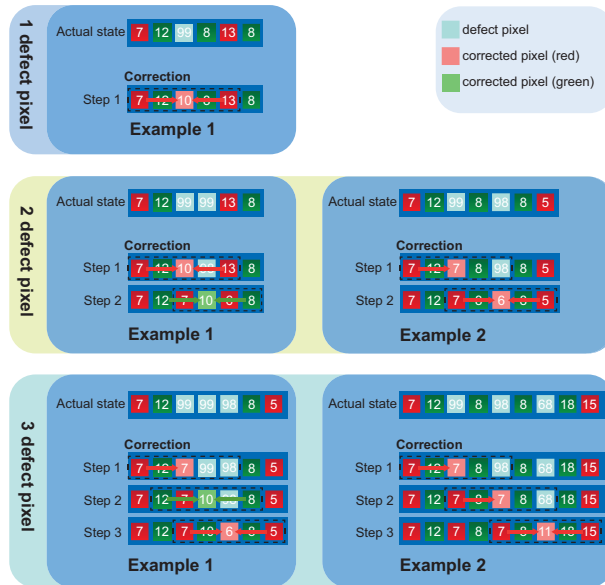 1 defect pixel
Actual state 7 12 99 8 13 8
Correction
Step 1 7 12 10 8 13 8
Example 1
defect pixel
corrected pixel (red)
corrected pixel (green)
2 defect pixel
Actual state 7 12 99 99 13 8
Correction
Step 1 7 12 10 13 8
Step 2 7 12 7 10 8
Example 1
Actual state 7 12 99 8 98 8 5
Correction
Step 1 7 12 7 8 98 8 5
Step 2 7 12 7 8 6 8 5
Example 2
3 defect pixel
Actual state 7 12 99 99 98 8 5
Correction
Step 1 7 12 7 99 98 8 5
Step 2 7 12 7 10 8 5
Step 3 7 12 7 10 6 8 5
Example 1
Actual state 7 12 99 8 98 8 68 18 15
Correction
Step 1 7 12 7 8 98 8 68 18 15
Step 2 7 12 7 8 7 8 68 18 15
Step 3 7 12 7 8 7 8 11 18 15
Example 2